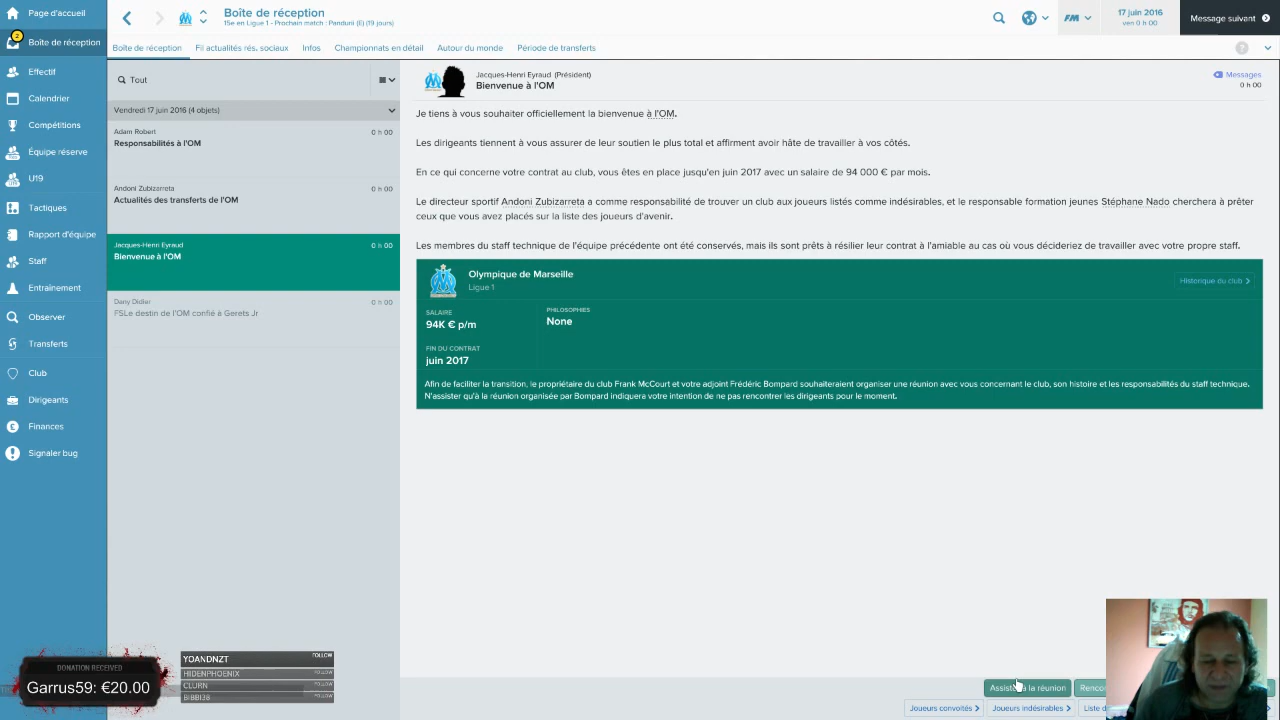 Page d'accueil
Boîte de réception
15e en Ligue 1 - Prochain match : Pandurii (E) (19 jours)
FM
17 juin 2016
ven 0 h 00
Message suivant
2
Boîte de réception
Effectif
Calendrier
Compétitions
Équipe réserve
U19
Tactiques
Rapport d'équipe
Staff
Entraînement
Observer
Transferts
Club
Dirigeants
Finances
Signaler bug
Boîte de réception
Fil actualités rés. sociaux
Infos
Championnats en détail
Autour du monde
Période de transferts
?
Tout
Vendredi 17 juin 2016 (4 objets)
Adam Robert
0 h 00
Responsabilités à l'OM
Andoni Zubizarreta
0 h 00
Actualités des transferts de l'OM
Jacques-Henri Eyraud
0 h 00
Bienvenue à l'OM
Dany Didier
0 h 00
FSLe destin de l'OM confié à Gerets Jr
Jacques-Henri Eyraud (Président)
Bienvenue à l'OM
Messages
0 h 00
Je tiens à vous souhaiter officiellement la bienvenue à l'OM.
Les dirigeants tiennent à vous assurer de leur soutien le plus total et affirment avoir hâte de travailler à vos côtés.
En ce qui concerne votre contrat au club, vous êtes en place jusqu'en juin 2017 avec un salaire de 94 000 € par mois.
Le directeur sportif Andoni Zubizarreta a comme responsabilité de trouver un club aux joueurs listés comme indésirables, et le responsable formation jeunes Stéphane Nado cherchera à prêter
ceux que vous avez placés sur la liste des joueurs d'avenir.
Les membres du staff technique de l'équipe précédente ont été conservés, mais ils sont prêts à résilier leur contrat à l'amiable au cas où vous décideriez de travailler avec votre propre staff.
Olympique de Marseille
Ligue 1
Historique du club
SALAIRE
94K € p/m
PHILOSOPHIES
None
FIN DU CONTRAT
juin 2017
Afin de faciliter la transition, le propriétaire du club Frank McCourt et votre adjoint Frédéric Bompard souhaiteraient organiser une réunion avec vous concernant le club, son histoire et les responsabilités du staff technique.
N'assister qu'à la réunion organisée par Bompard indiquera votre intention de ne pas rencontrer les dirigeants pour le moment.
DONATION RECEIVED
Garrus59: €20.00
YOANDNZT FOLLOW
HIDENPHOENIX FOLLOW
CLURN FOLLOW
BIBBI38 FOLLOW
la réunion
Joueurs convoités
Joueurs indésirables